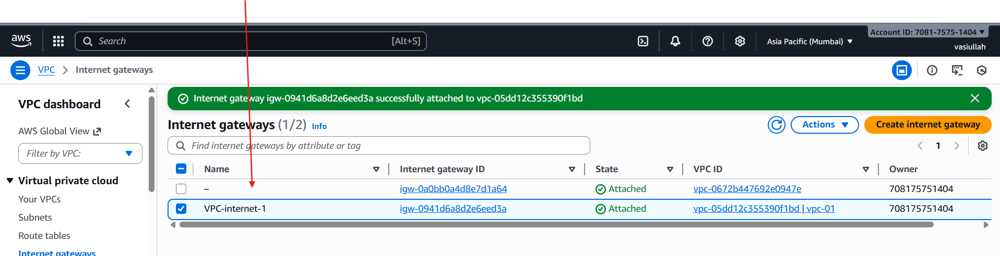 aws
Search [Alt+S]
Asia Pacific (Mumbai)
Account ID: 7081-7575-1404
vasiullah
VPC > Internet gateways
VPC dashboard
AWS Global View
Filter by VPC:
Virtual private cloud
Your VPCs
Subnets
Route tables
Internet gateways
Internet gateway igw-0941d6a8d2e6eed3a successfully attached to vpc-05dd12c355390f1bd
Internet gateways (1/2) Info
Actions
Create internet gateway
Find internet gateways by attribute or tag
1
Name Internet gateway ID State VPC ID Owner
– igw-0a0bb0a4d8e7d1a64 Attached vpc-0672b447692e0947e 708175751404
VPC-internet-1 igw-0941d6a8d2e6eed3a Attached vpc-05dd12c355390f1bd | vpc-01 708175751404